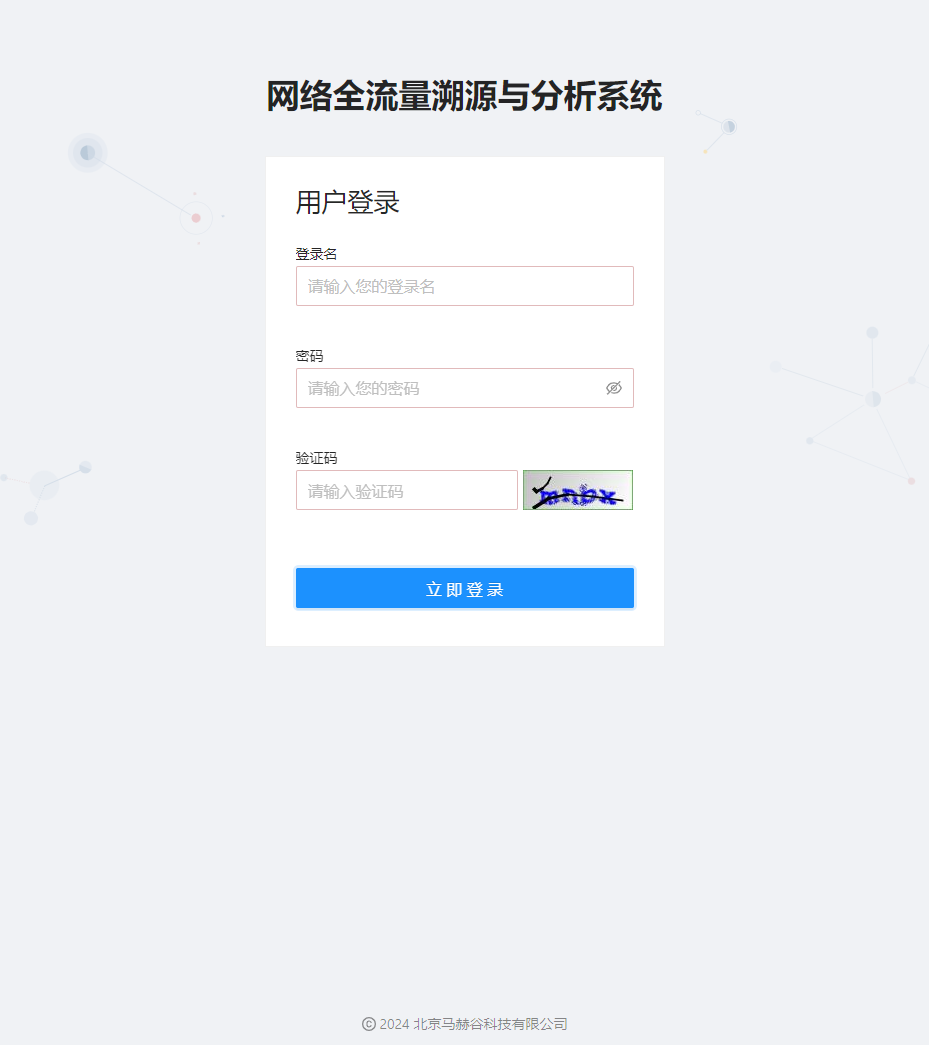 网络全流量溯源与分析系统
用户登录
登录名
请输入您的登录名
密码
请输入您的密码
验证码
请输入验证码
立即登录
© 2024 北京马赫谷科技有限公司